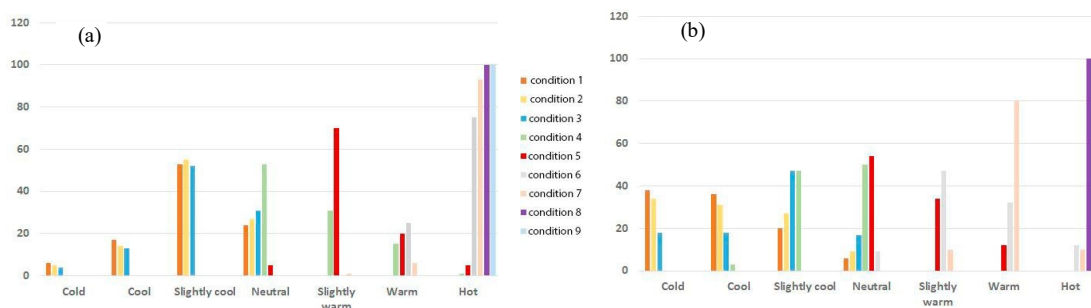 (a)
120
100
80
60
40
20
0
Cold
Cool
Slightly cool
Neutral
Slightly
warm
Warm
Hot
condition 1
condition 2
condition 3
condition 4
condition 5
condition 6
condition 7
condition 8
condition 9
(b)
120
100
80
60
40
20
0
Cold
Cool
Slightly cool
Neutral
Slightly
warm
Warm
Hot